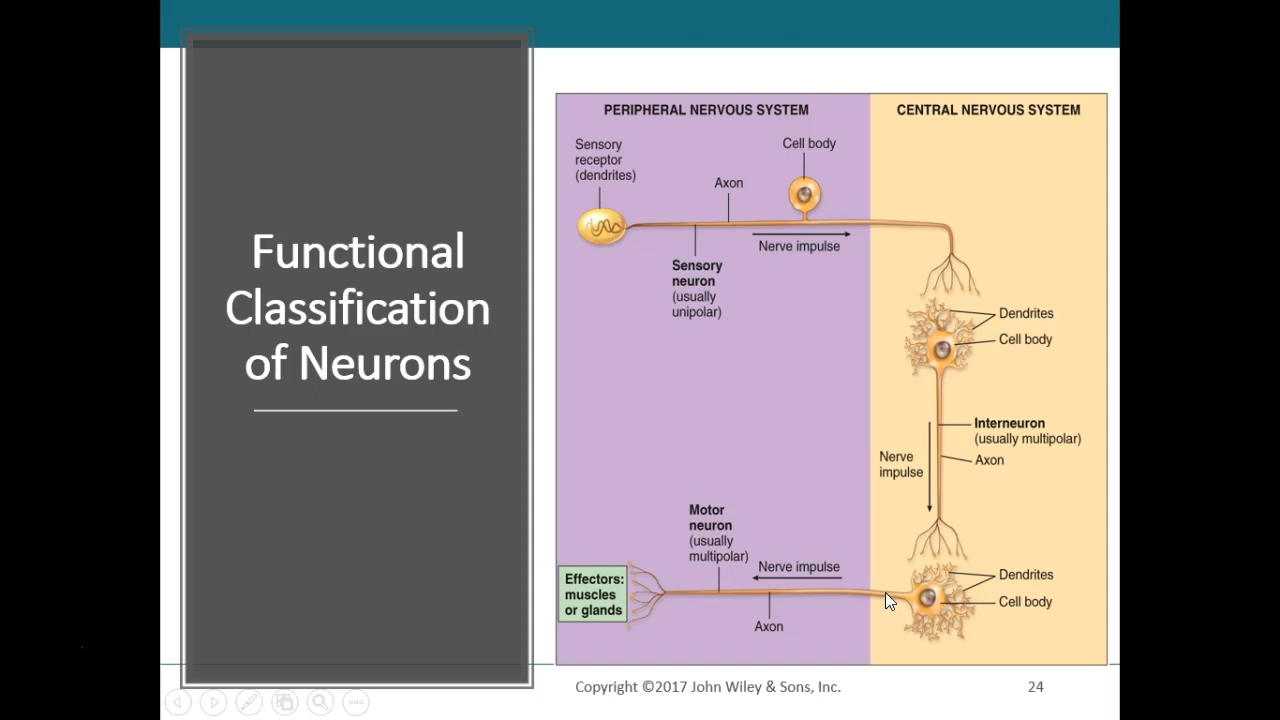 Functional
Classification
of Neurons
PERIPHERAL NERVOUS SYSTEM
CENTRAL NERVOUS SYSTEM
Sensory
receptor
(dendrites)
Axon
Cell body
Nerve impulse
Sensory
neuron
(usually
unipolar)
Dendrites
Cell body
Interneuron
(usually multipolar)
Axon
Nerve
impulse
Motor
neuron
(usually
multipolar)
Nerve impulse
Effectors:
muscles
or glands
Axon
Dendrites
Cell body
Copyright ©2017 John Wiley & Sons, Inc.
24